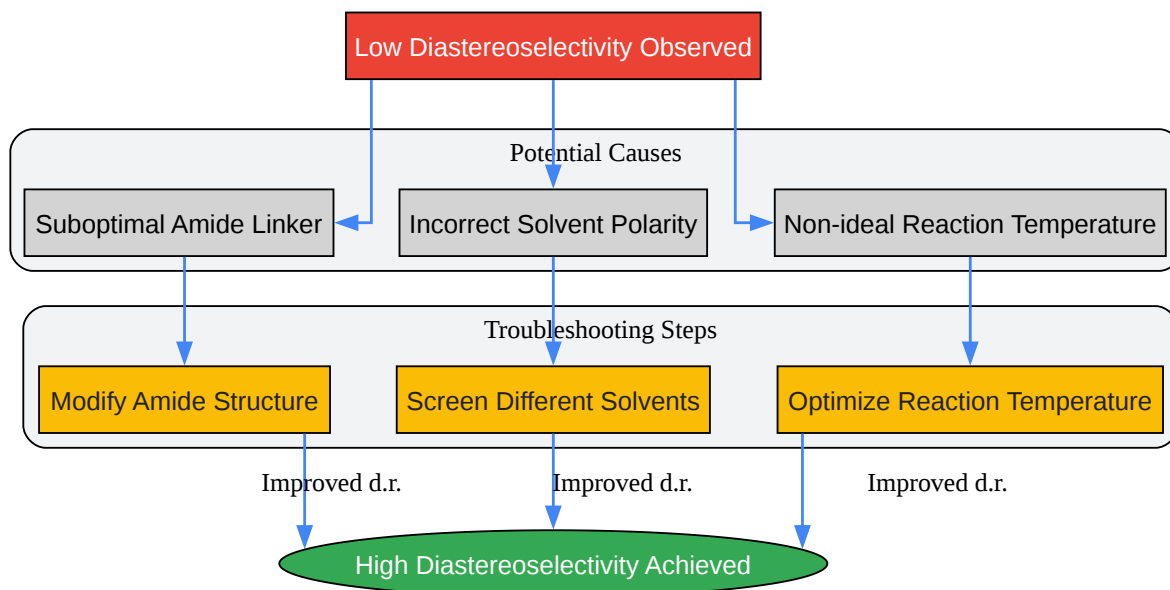 Low Diastereoselectivity Observed
Potential Causes
Suboptimal Amide Linker
Incorrect Solvent Polarity
Non-ideal Reaction Temperature
Troubleshooting Steps
Modify Amide Structure
Screen Different Solvents
Optimize Reaction Temperature
Improved d.r.
Improved d.r.
Improved d.r.
High Diastereoselectivity Achieved